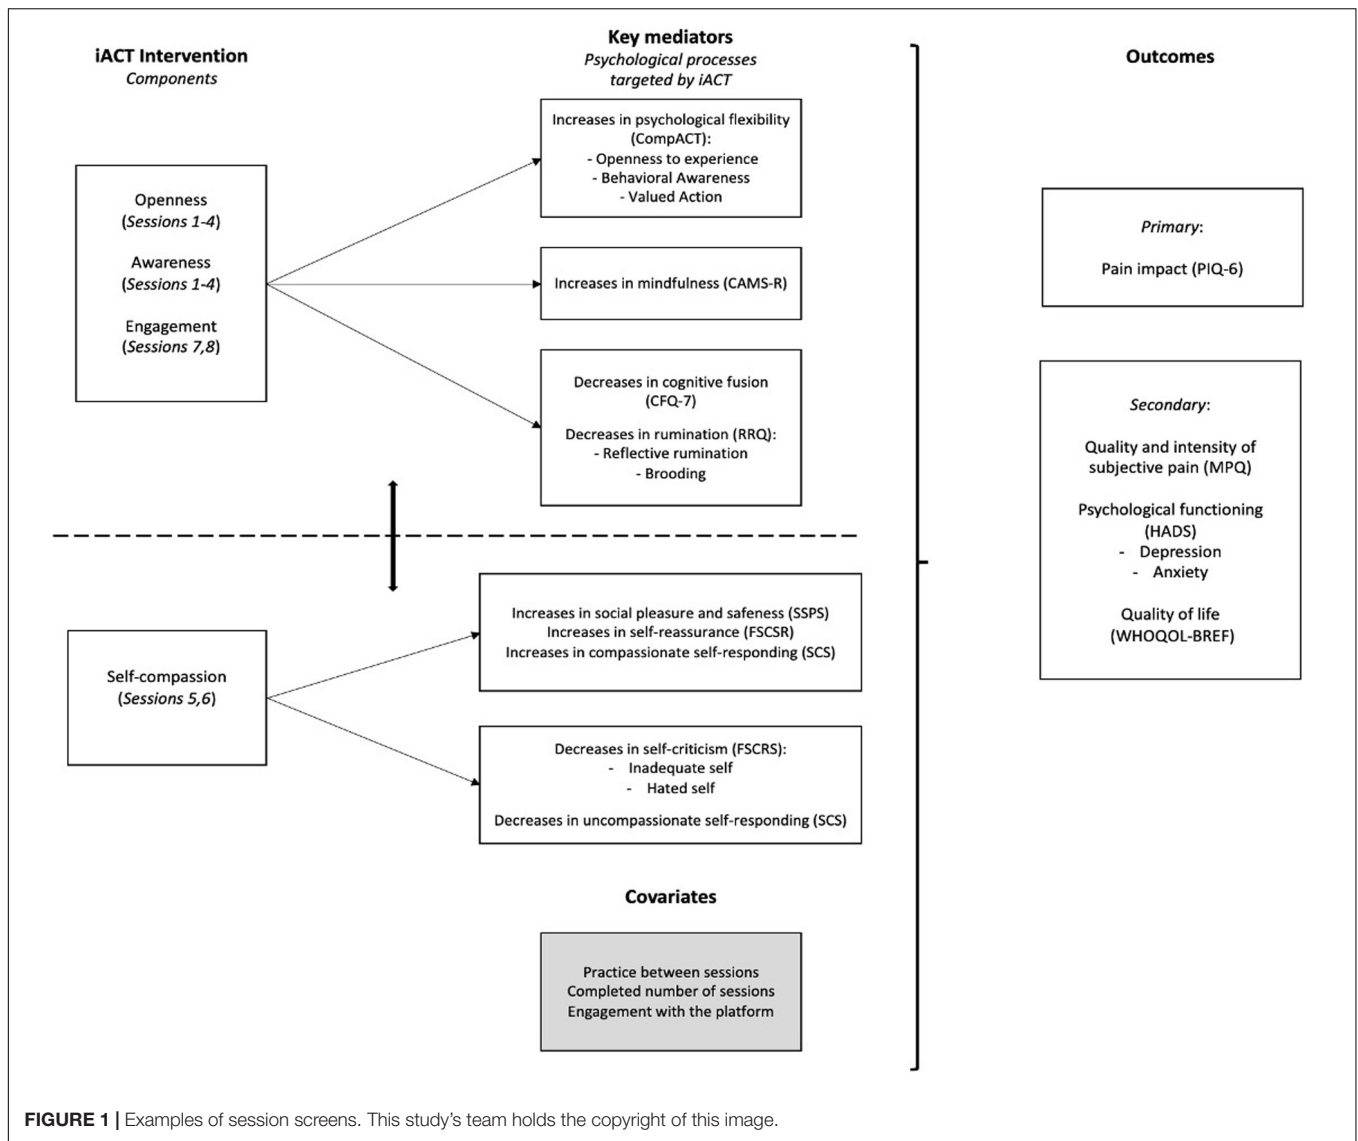 iACT Intervention
Components
Openness
(Sessions 1-4)
Awareness
(Sessions 1-4)
Engagement
(Sessions 7,8)
Key mediators
Psychological processes
targeted by iACT
Increases in psychological flexibility
(CompACT):
- Openness to experience
- Behavioral Awareness
- Valued Action
Increases in mindfulness (CAMS-R)
Decreases in cognitive fusion
(CFQ-7)
Decreases in rumination (RRQ):
- Reflective rumination
- Brooding
Self-compassion
(Sessions 5,6)
Increases in social pleasure and safeness (SSPS)
Increases in self-reassurance (FSCSR)
Increases in compassionate self-responding (SCS)
Decreases in self-criticism (FSCRS):
- Inadequate self
- Hated self
Decreases in uncompassionate self-responding (SCS)
Covariates
Practice between sessions
Completed number of sessions
Engagement with the platform
Outcomes
Primary:
Pain impact (PIQ-6)
Secondary:
Quality and intensity of
subjective pain (MPQ)
Psychological functioning
(HADS)
- Depression
- Anxiety
Quality of life
(WHOQOL-BREF)
FIGURE 1 | Examples of session screens. This study's team holds the copyright of this image.